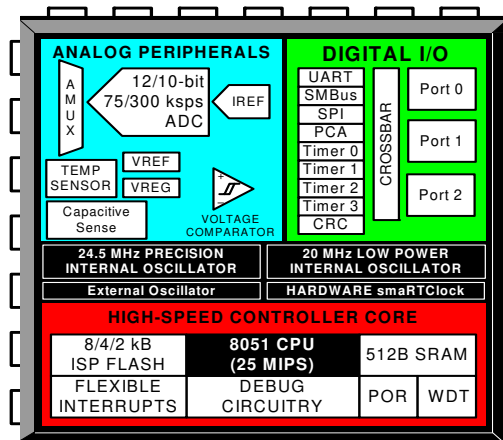 ANALOG PERIPHERALS
AMUX
12/10-bit
75/300 ksps
ADC
IREF
TEMP
SENSOR
VREF
VREG
Capacitive
Sense
+
–
VOLTAGE
COMPARATOR
DIGITAL I/O
UART
SMBus
SPI
PCA
Timer 0
Timer 1
Timer 2
Timer 3
CRC
CROSSBAR
Port 0
Port 1
Port 2
24.5 MHz PRECISION
INTERNAL OSCILLATOR
20 MHz LOW POWER
INTERNAL OSCILLATOR
External Oscillator
HARDWARE smaRTClock
HIGH-SPEED CONTROLLER CORE
8/4/2 kB
ISP FLASH
8051 CPU
(25 MIPS)
512B SRAM
FLEXIBLE
INTERRUPTS
DEBUG
CIRCUITRY
POR
WDT